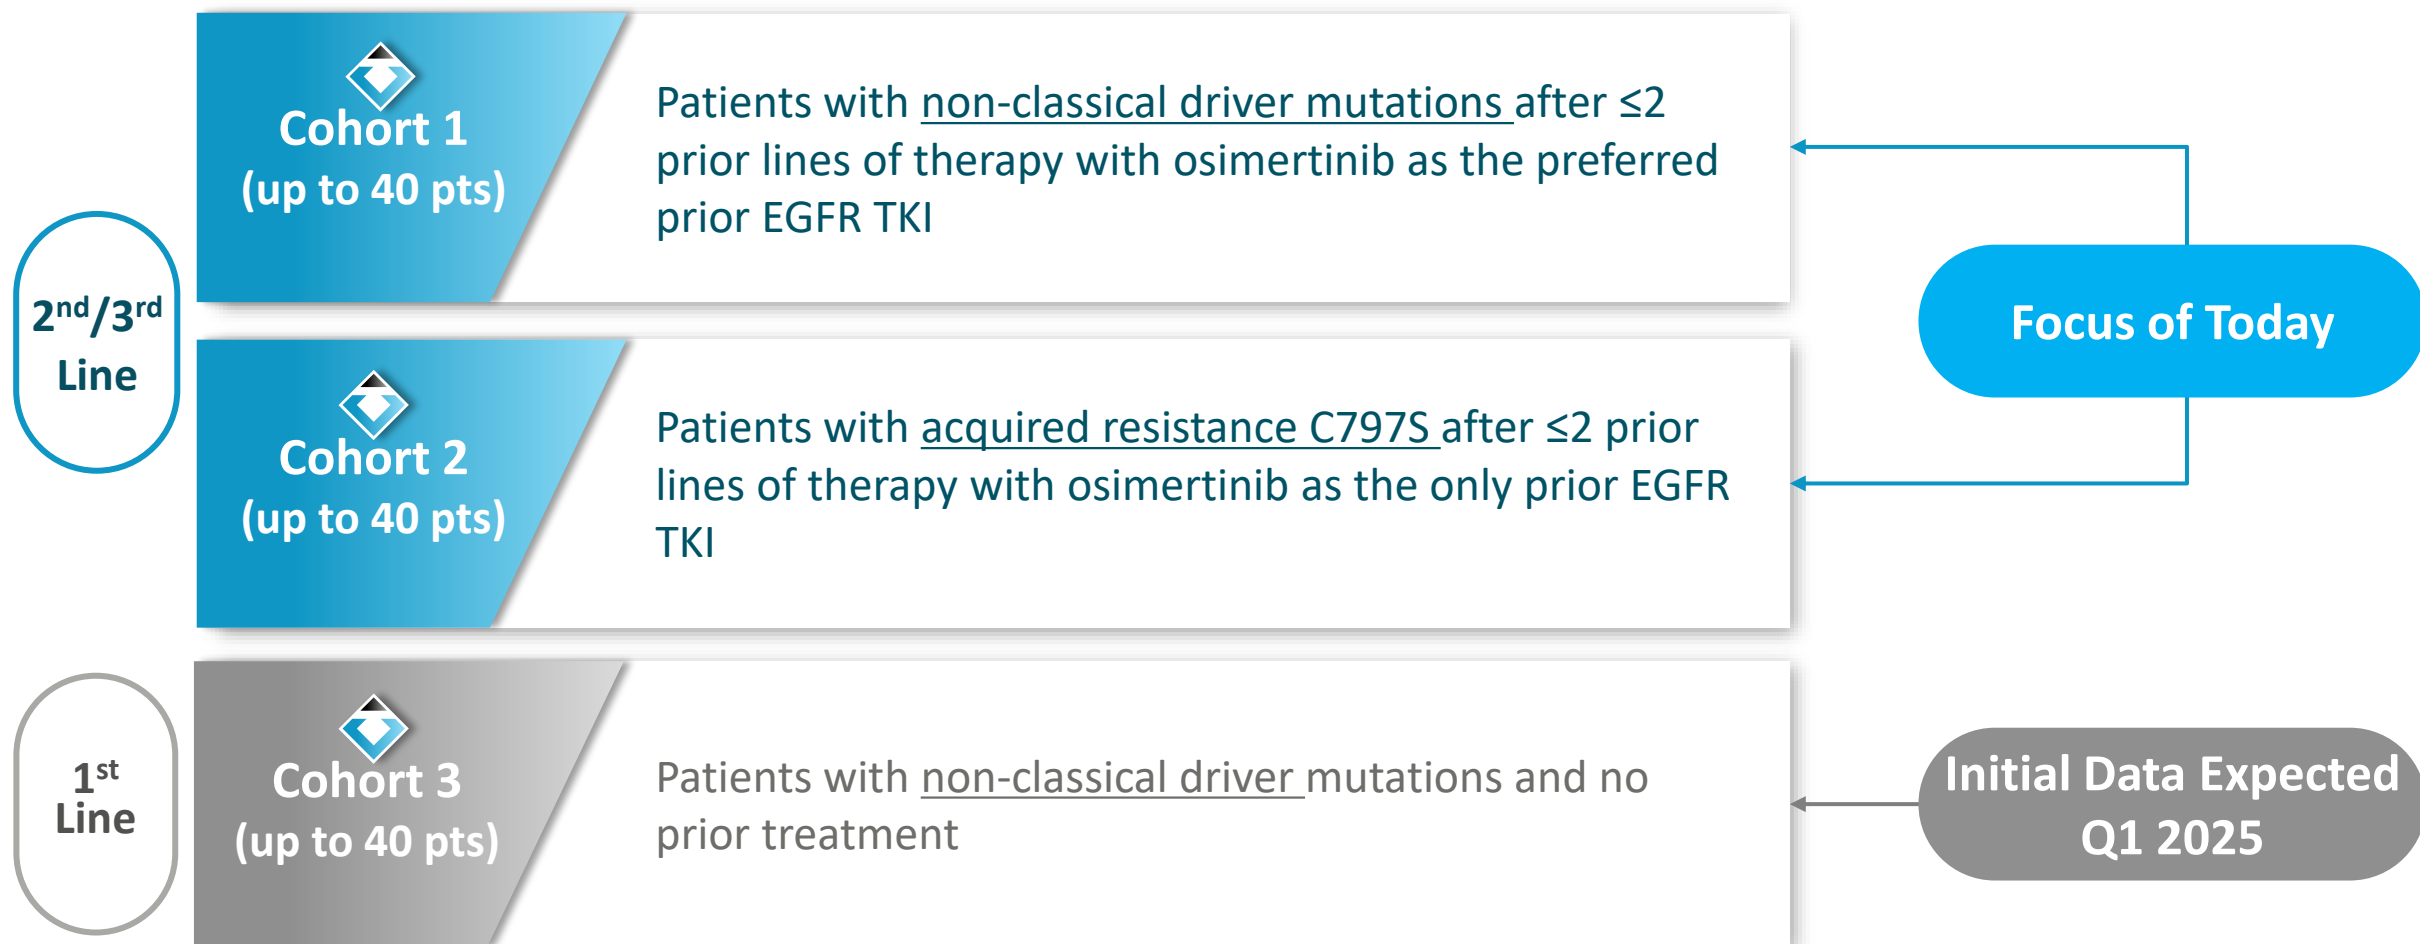 2nd/3rd
Line
Cohort 1
(up to 40 pts)
Patients with non-classical driver mutations after ≤2
prior lines of therapy with osimertinib as the preferred
prior EGFR TKI
Cohort 2
(up to 40 pts)
Patients with acquired resistance C797S after ≤2 prior
lines of therapy with osimertinib as the only prior EGFR
TKI
Focus of Today
1st
Line
Cohort 3
(up to 40 pts)
Patients with non-classical driver mutations and no
prior treatment
Initial Data Expected
Q1 2025